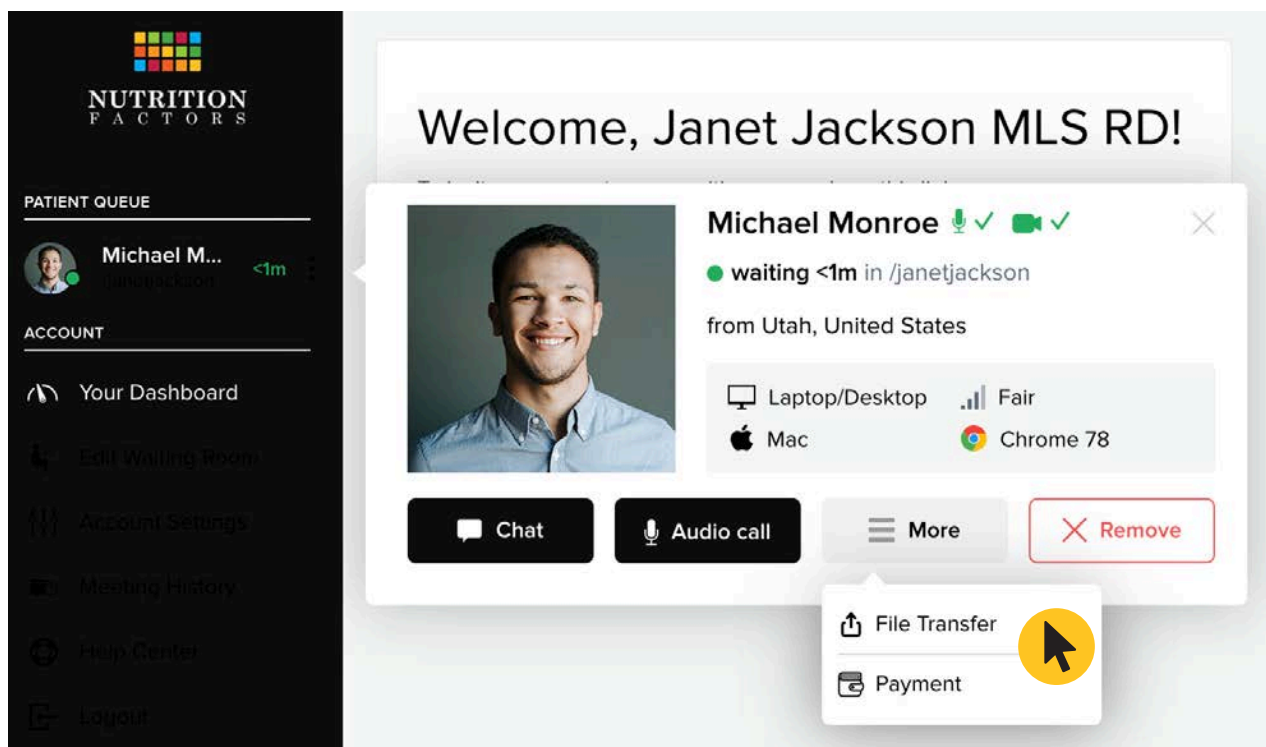 NUTRITION
FACTORS
PATIENT QUEUE
Michael M...
/janetjackson
<1m
ACCOUNT
Your Dashboard
Edit Waiting Room
Account Settings
Meeting History
Help Center
Logout
Welcome, Janet Jackson MLS RD!
Michael Monroe
waiting <1m in /janetjackson
from Utah, United States
Laptop/Desktop
Fair
Mac
Chrome 78
Chat
Audio call
More
Remove
File Transfer
Payment